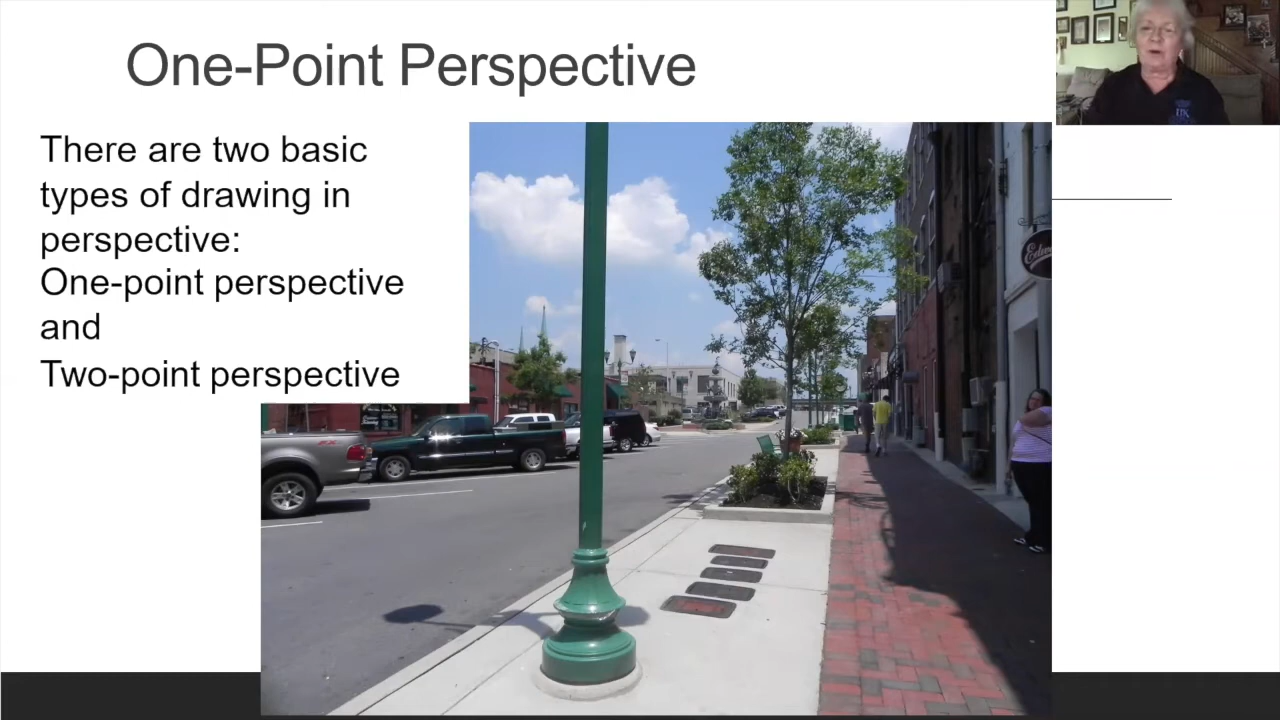 One-Point Perspective
There are two basic
types of drawing in
perspective:
One-point perspective
and
Two-point perspective